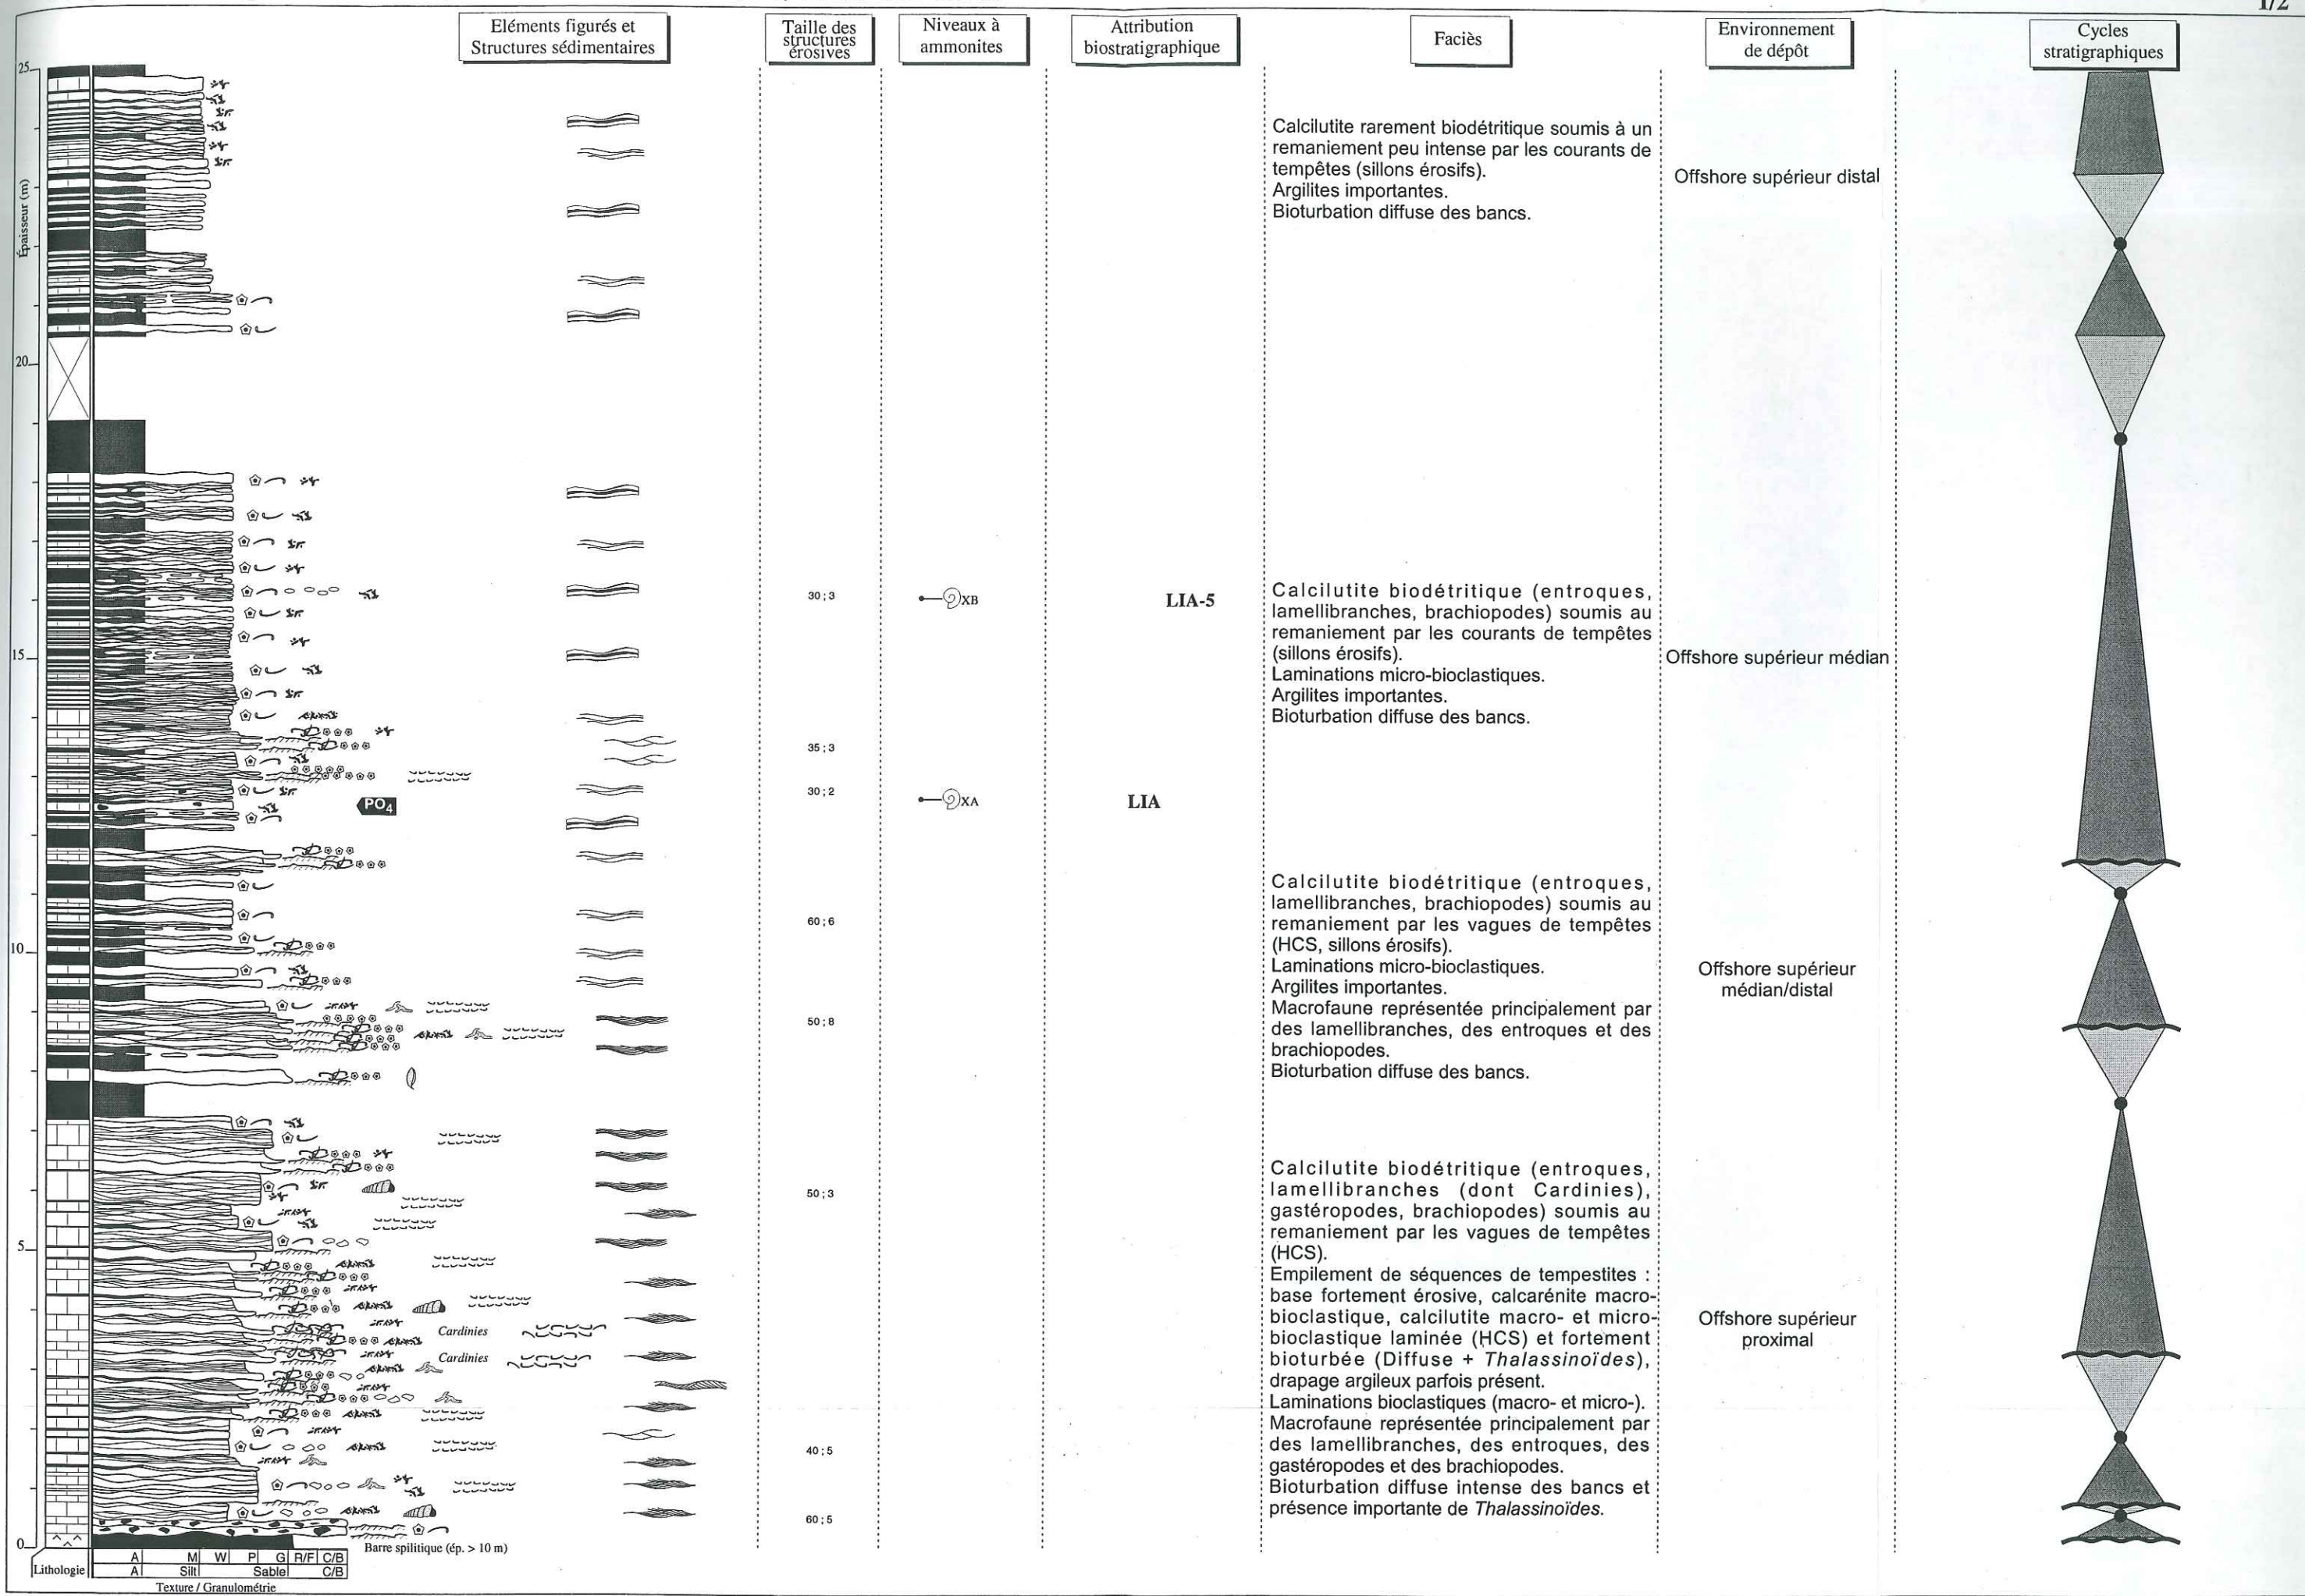 1/2
Eléments figurés et
Structures sédimentaires
Taille des
structures
érosives
Niveaux à
ammonites
Attribution
biostratigraphique
Faciès
Environnement
de dépôt
Cycles
stratigraphiques
25
Épaisseur (m)
20
15
10
5
0
Calcilutite rarement biodétritique soumis à un
remaniement peu intense par les courants de
tempêtes (sillons érosifs).
Argilites importantes.
Bioturbation diffuse des bancs.
Offshore supérieur distal
30 ; 3
XB
LIA-5
Calcilutite biodétritique (entroques,
lamellibranches, brachiopodes) soumis au
remaniement par les courants de tempêtes
(sillons érosifs).
Laminations micro-bioclastiques.
Argilites importantes.
Bioturbation diffuse des bancs.
Offshore supérieur médian
35 ; 3
30 ; 2
PO4
XA
LIA
60 ; 6
50 ; 8
Calcilutite biodétritique (entroques,
lamellibranches, brachiopodes) soumis au
remaniement par les vagues de tempêtes
(HCS, sillons érosifs).
Laminations micro-bioclastiques.
Argilites importantes.
Macrofaune représentée principalement par
des lamellibranches, des entroques et des
brachiopodes.
Bioturbation diffuse des bancs.
Offshore supérieur
médian/distal
50 ; 3
Cardinies
Cardinies
40 ; 5
60 ; 5
Calcilutite biodétritique (entroques,
lamellibranches (dont Cardinies),
gastéropodes, brachiopodes) soumis au
remaniement par les vagues de tempêtes
(HCS).
Empilement de séquences de tempestites :
base fortement érosive, calcarénite macro-
bioclastique, calcilutite macro- et micro-
bioclastique laminée (HCS) et fortement
bioturbée (Diffuse + Thalassinoïdes),
drapage argileux parfois présent.
Laminations bioclastiques (macro- et micro-).
Macrofaune représentée principalement par
des lamellibranches, des entroques, des
gastéropodes et des brachiopodes.
Bioturbation diffuse intense des bancs et
présence importante de Thalassinoïdes.
Offshore supérieur
proximal
Barre spilitique (ép. > 10 m)
Lithologie
A M W P G R/F C/B
A Silt Sable C/B
Texture / Granulométrie